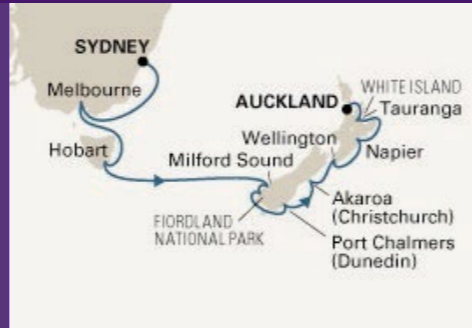 SYDNEY
Melbourne
Hobart
WHITE ISLAND
AUCKLAND
Tauranga
Wellington
Napier
Milford Sound
FIORDLAND
NATIONAL PARK
Akaroa
(Christchurch)
Port Chalmers
(Dunedin)